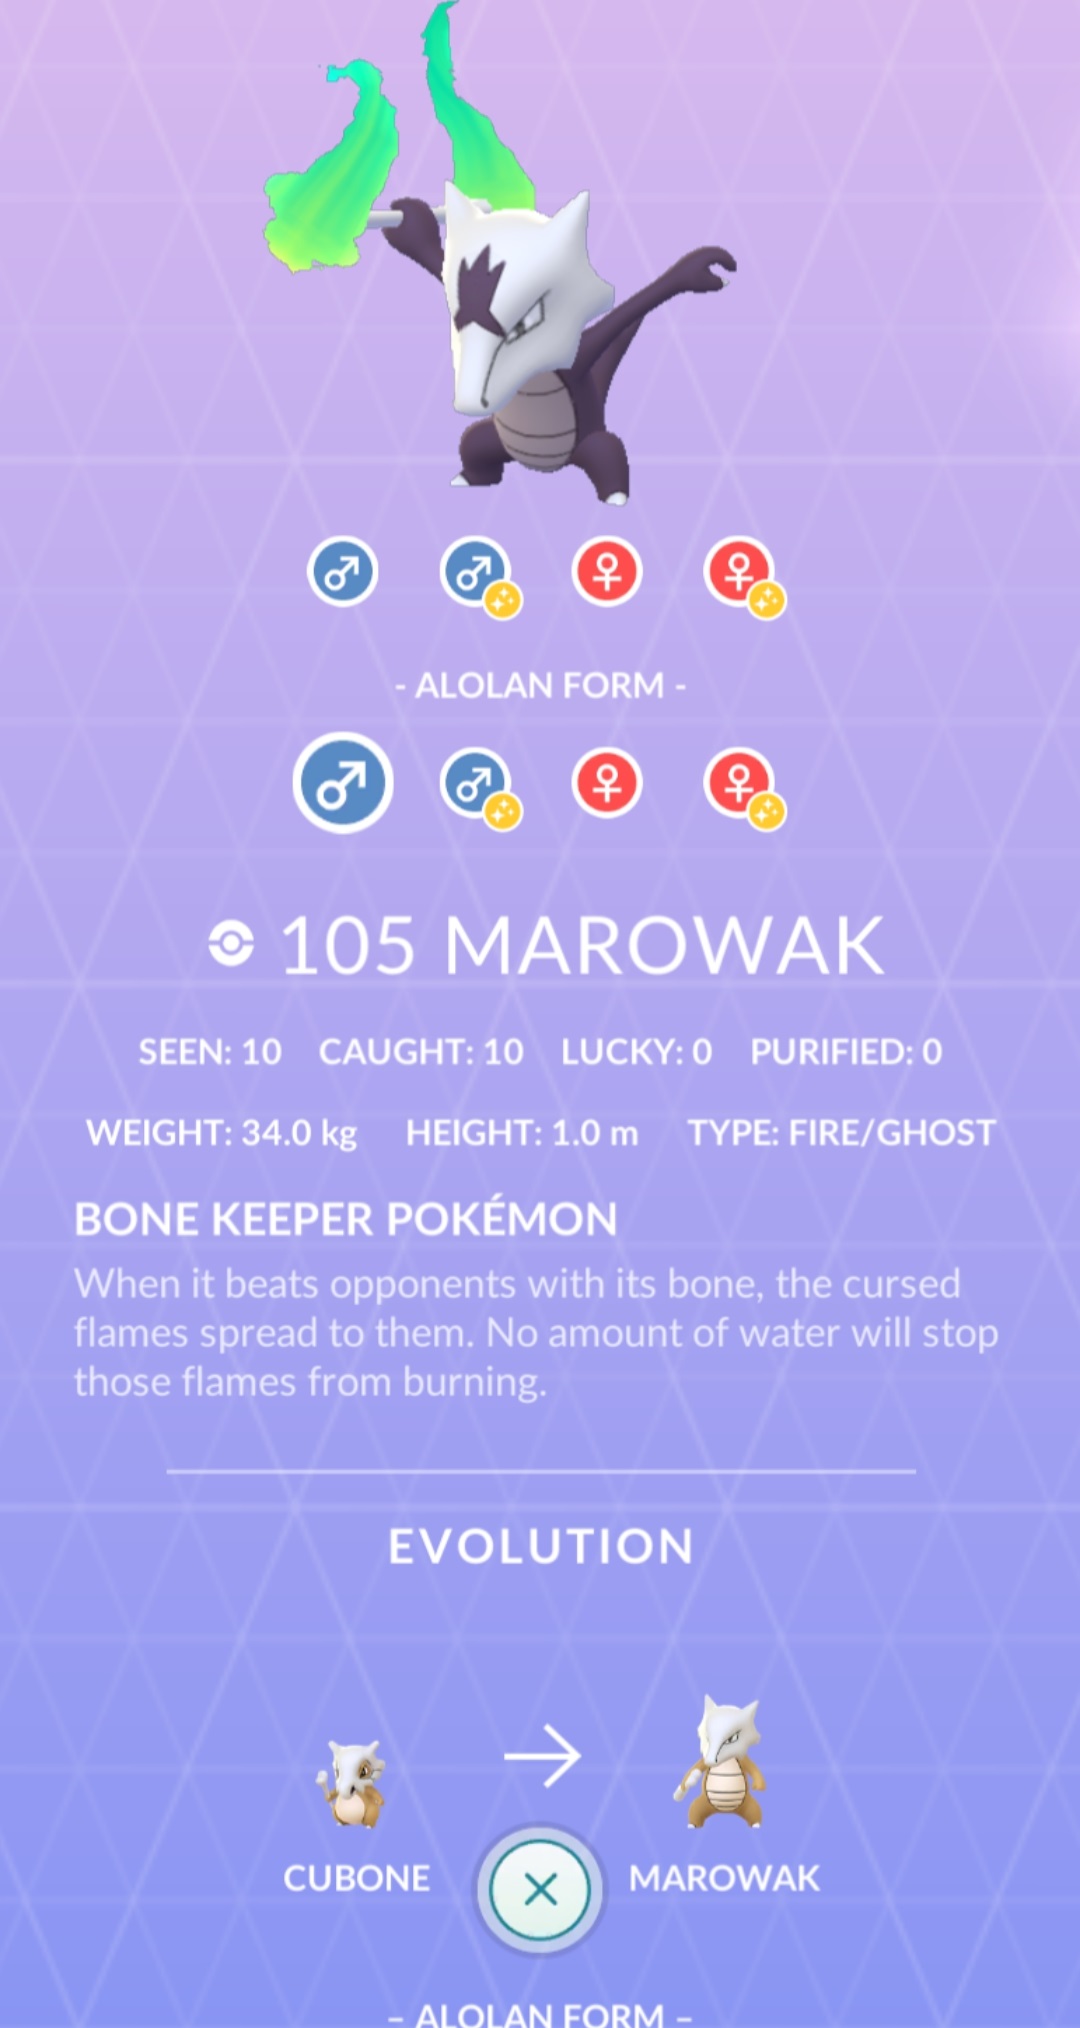 - ALOLAN FORM -
105 MAROWAK
SEEN: 10 CAUGHT: 10 LUCKY: 0 PURIFIED: 0
WEIGHT: 34.0 kg HEIGHT: 1.0 m TYPE: FIRE/GHOST
BONE KEEPER POKÉMON
When it beats opponents with its bone, the cursed
flames spread to them. No amount of water will stop
those flames from burning.
EVOLUTION
CUBONE MAROWAK
– ALOLAN FORM –